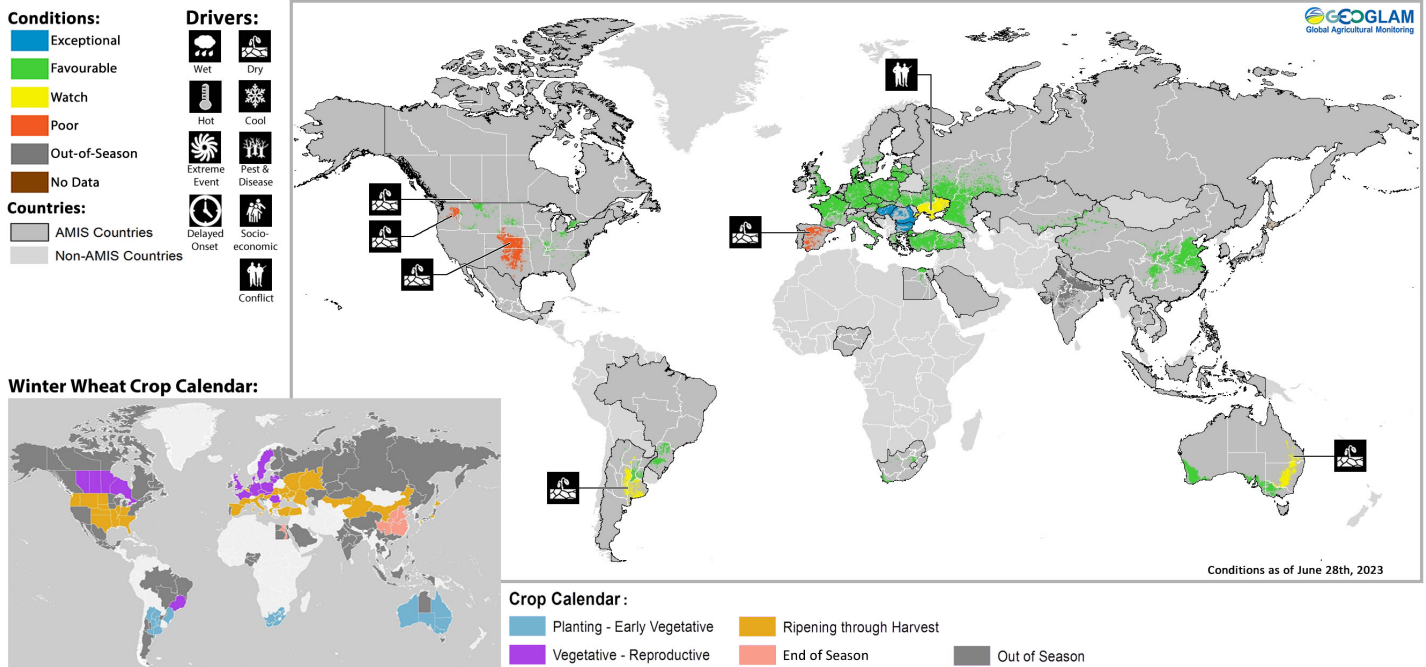 Conditions:
Exceptional
Favourable
Watch
Poor
Out-of-Season
No Data
Countries:
AMIS Countries
Non-AMIS Countries
Drivers:
Wet
Dry
Hot
Cool
Extreme
Event
Pest &
Disease
Delayed
Onset
Socio-
economic
Conflict
GEOGLAM
Global Agricultural Monitoring
Winter Wheat Crop Calendar:
Conditions as of June 28th, 2023
Crop Calendar :
Planting - Early Vegetative
Ripening through Harvest
Vegetative - Reproductive
End of Season
Out of Season